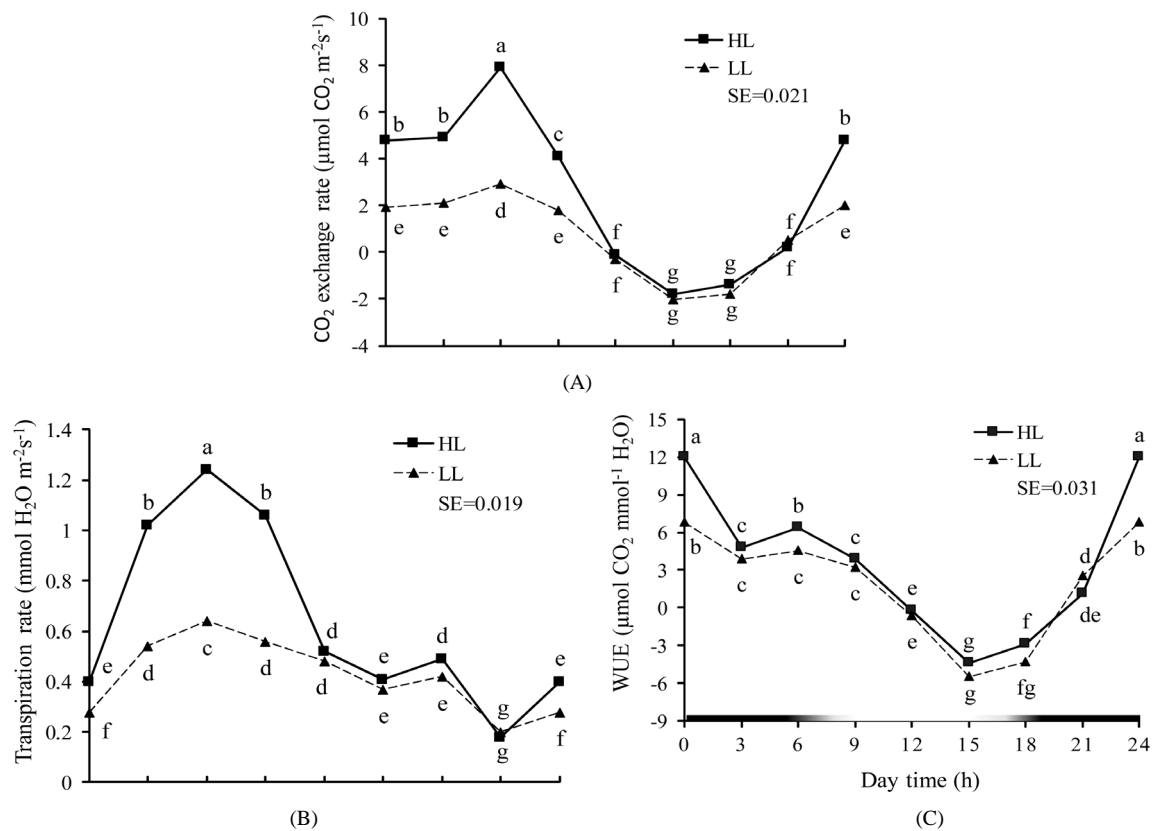 CO₂ exchange rate (μmol CO₂ m⁻²s⁻¹)
10
8
6
4
2
0
-2
-4
HL
LL
SE=0.021
b
b
a
c
f
g
g
f
b
e
e
d
e
f
g
g
f
e
(A)
Transpiration rate (mmol H₂O m⁻²s⁻¹)
1.4
1.2
1
0.8
0.6
0.4
0.2
0
HL
LL
SE=0.019
e
b
a
b
d
e
d
g
e
f
d
c
d
d
e
e
g
f
(B)
WUE (μmol CO₂ mmol⁻¹ H₂O)
15
12
9
6
3
0
-3
-6
-9
HL
LL
SE=0.031
a
c
b
c
e
g
f
d
a
b
c
c
c
e
g
fg
de
b
0 3 6 9 12 15 18 21 24
Day time (h)
(C)